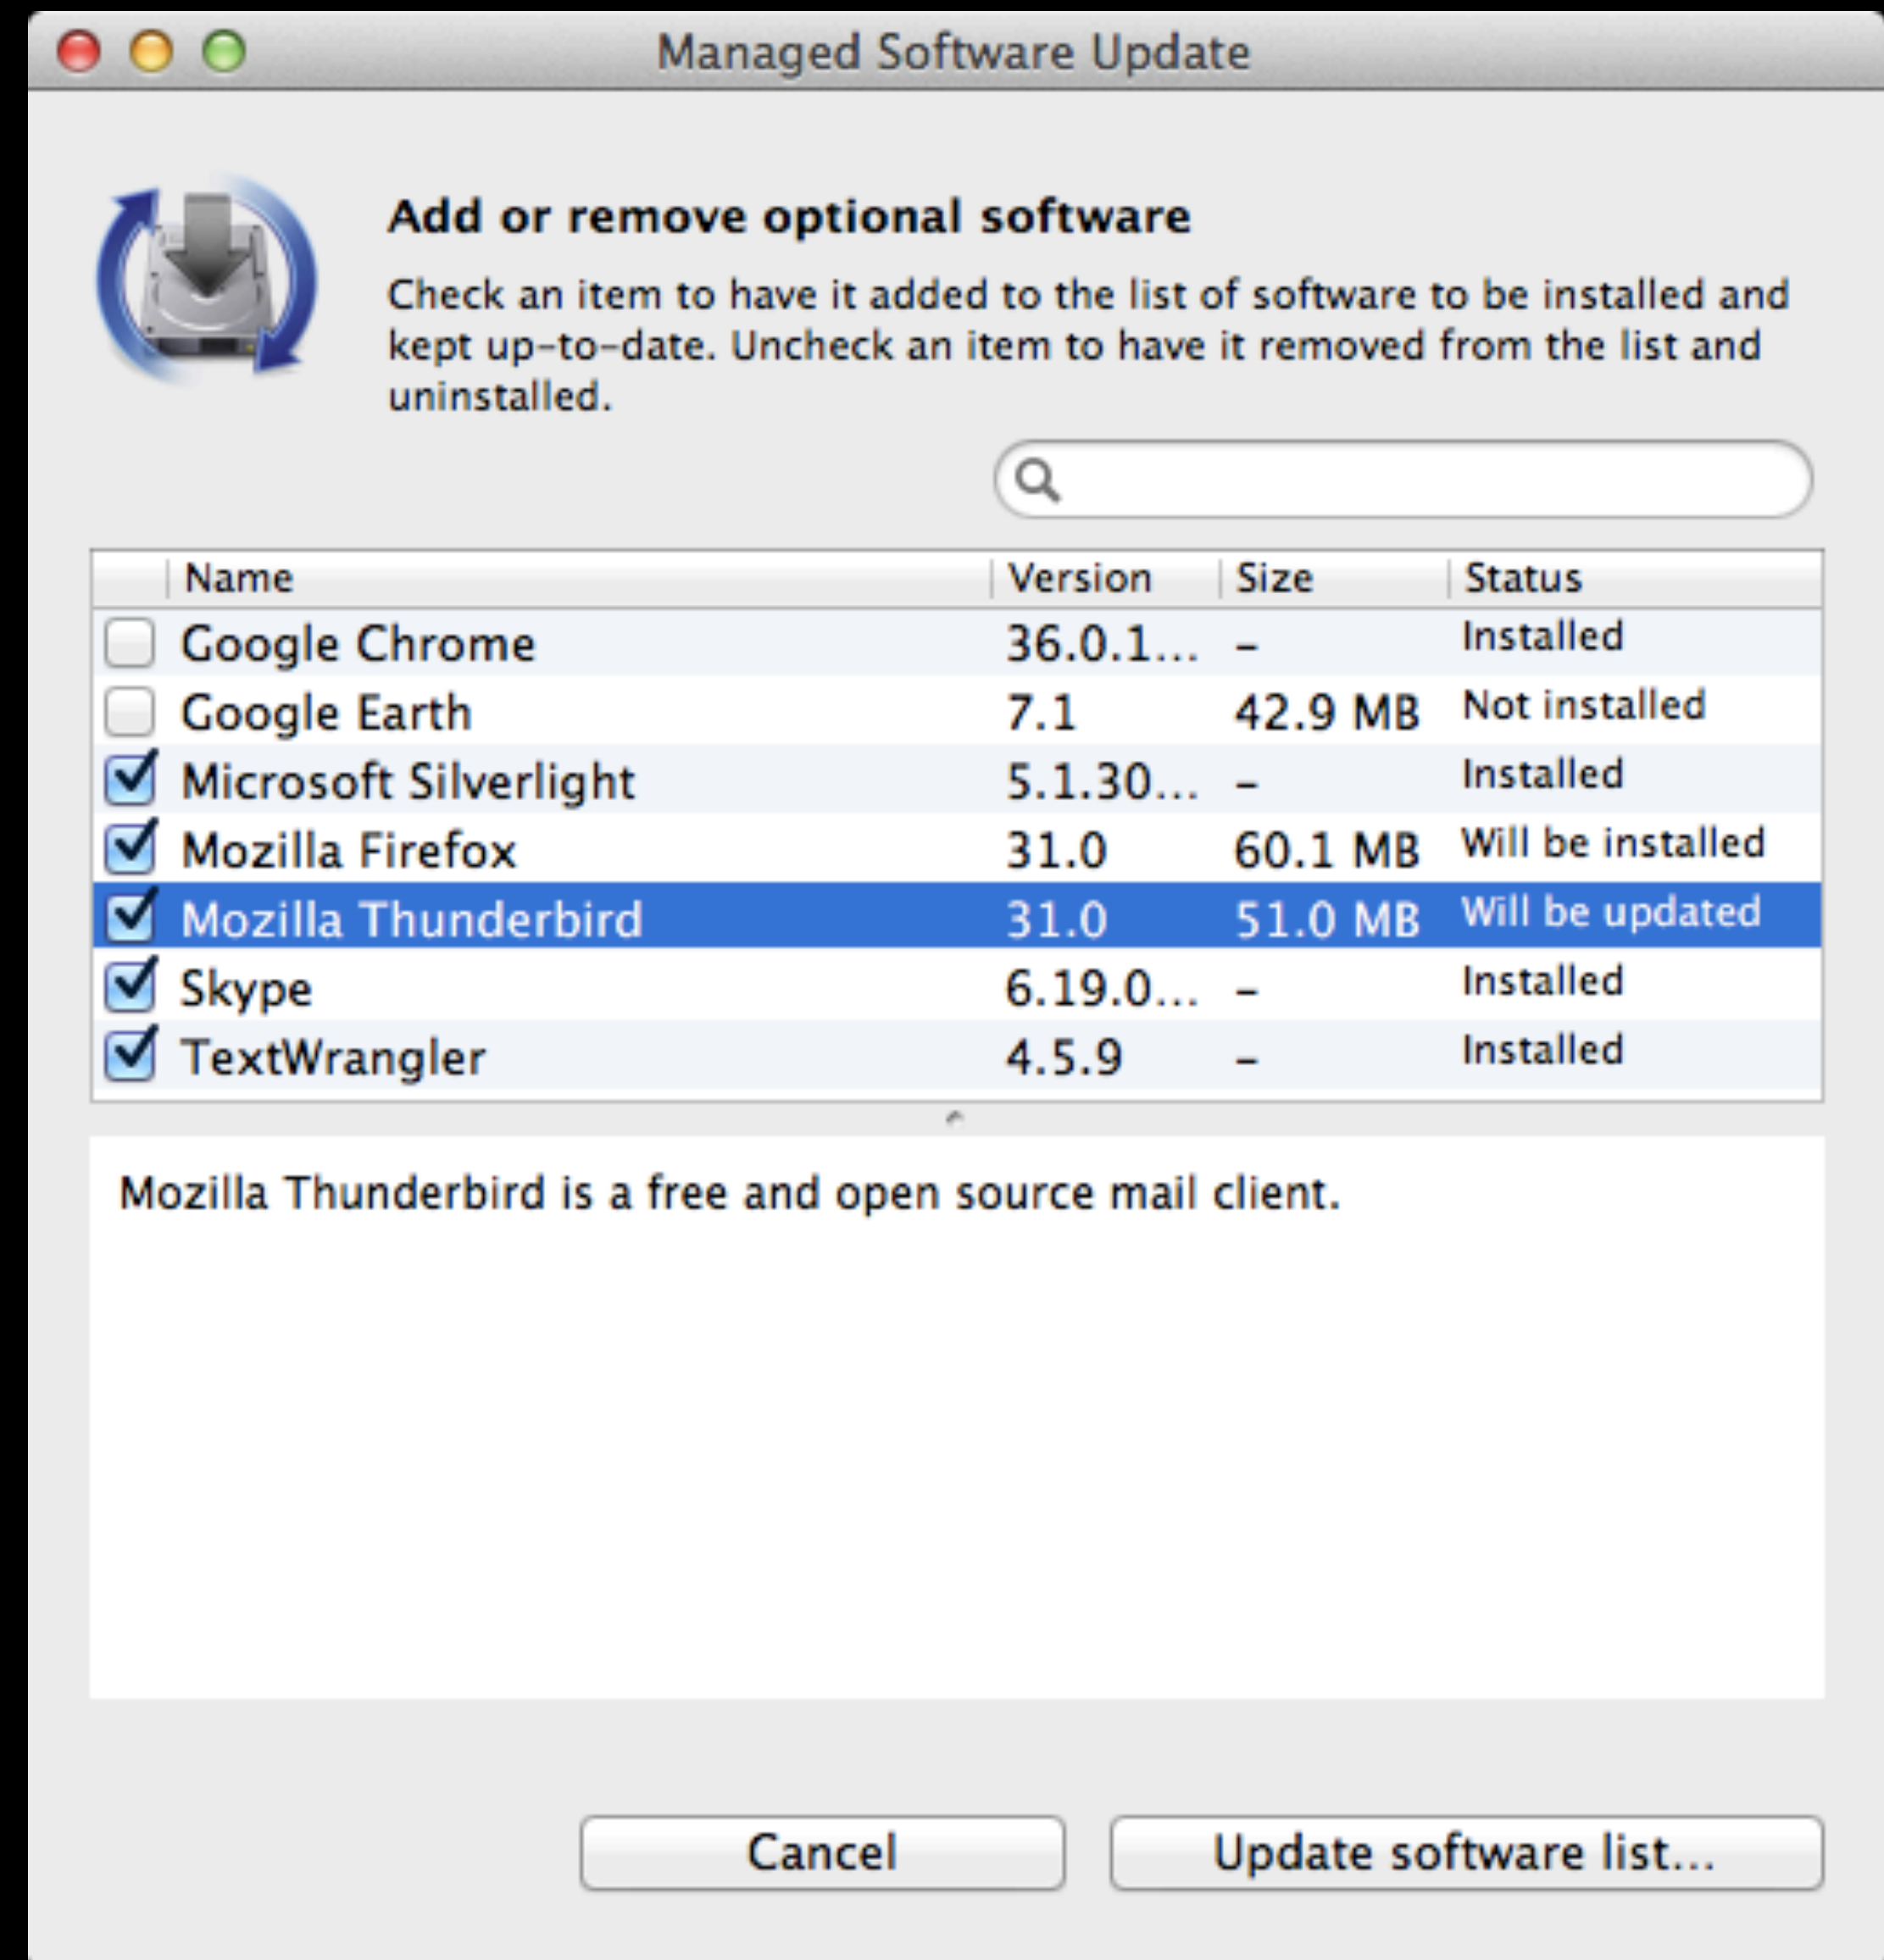 Managed Software Update
Add or remove optional software
Check an item to have it added to the list of software to be installed and
kept up-to-date. Uncheck an item to have it removed from the list and
uninstalled.
Name Version Size Status
Google Chrome 36.0.1... – Installed
Google Earth 7.1 42.9 MB Not installed
Microsoft Silverlight 5.1.30... – Installed
Mozilla Firefox 31.0 60.1 MB Will be installed
Mozilla Thunderbird 31.0 51.0 MB Will be updated
Skype 6.19.0... – Installed
TextWrangler 4.5.9 – Installed
Mozilla Thunderbird is a free and open source mail client.
Cancel Update software list...